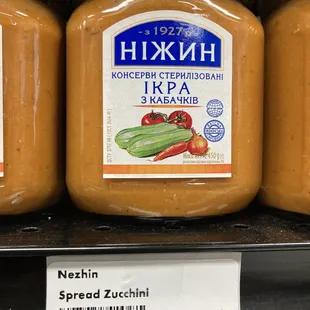 з 1927 р
НІЖИН
КОНСЕРВИ СТЕРИЛІЗОВАНІ
ІКРА
З КАБАЧКІВ
Nezhin
Spread Zucchini